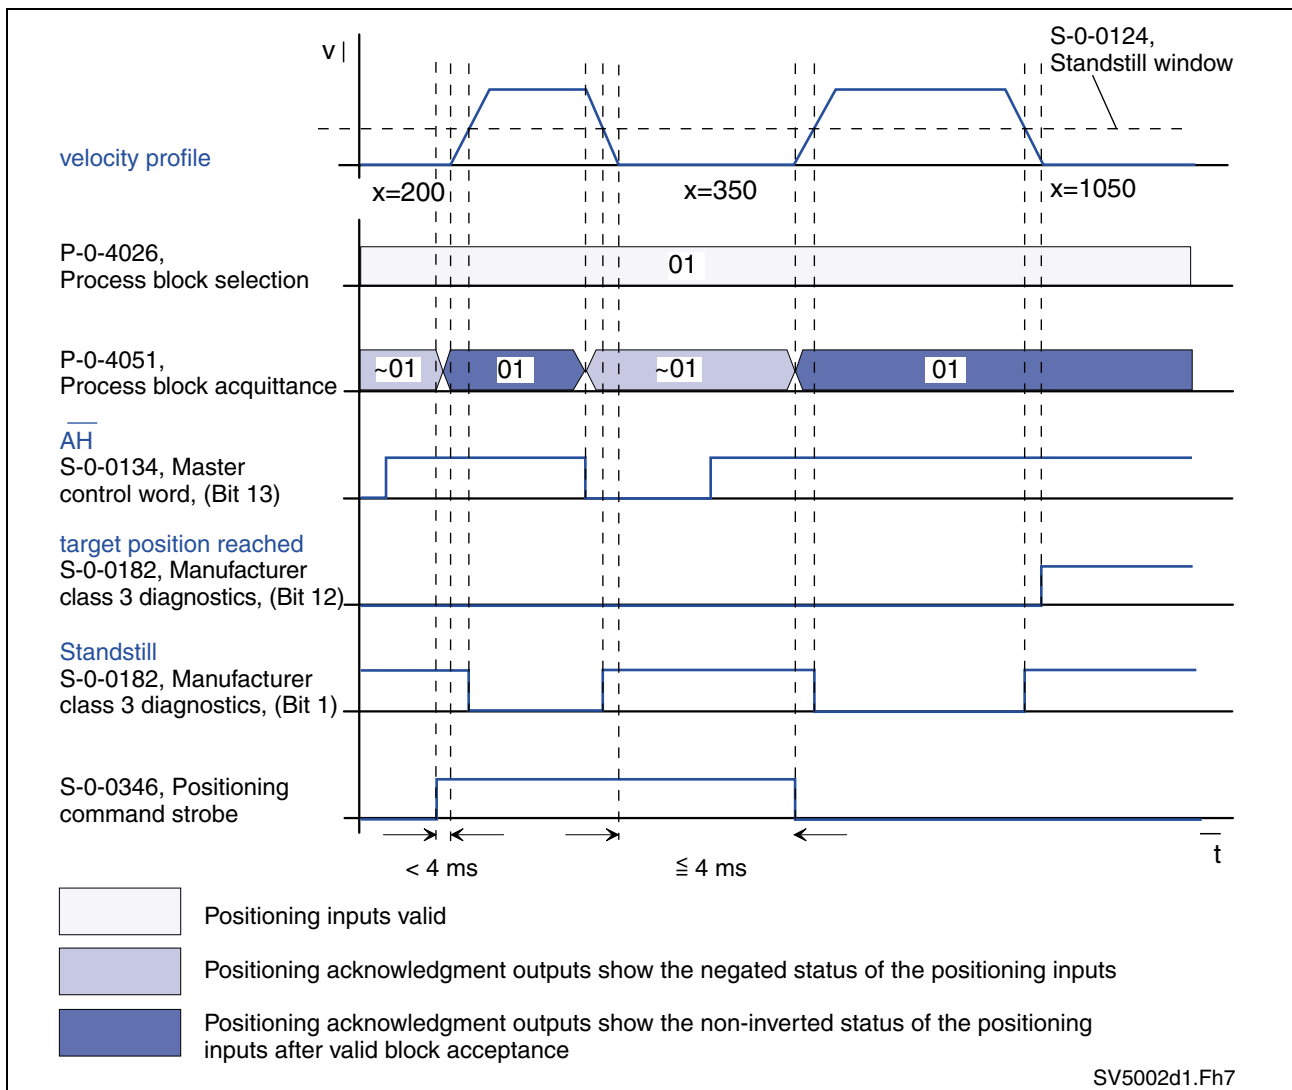 v
S-0-0124,
Standstill window
velocity profile
x=200
x=350
x=1050
P-0-4026,
Process block selection
01
P-0-4051,
Process block acquittance
~01
01
~01
01
AH
S-0-0134, Master
control word, (Bit 13)
target position reached
S-0-0182, Manufacturer
class 3 diagnostics, (Bit 12)
Standstill
S-0-0182, Manufacturer
class 3 diagnostics, (Bit 1)
S-0-0346, Positioning
command strobe
t
< 4 ms
≦ 4 ms
Positioning inputs valid
Positioning acknowledgment outputs show the negated status of the positioning inputs
Positioning acknowledgment outputs show the non-inverted status of the positioning
inputs after valid block acceptance
SV5002d1.Fh7